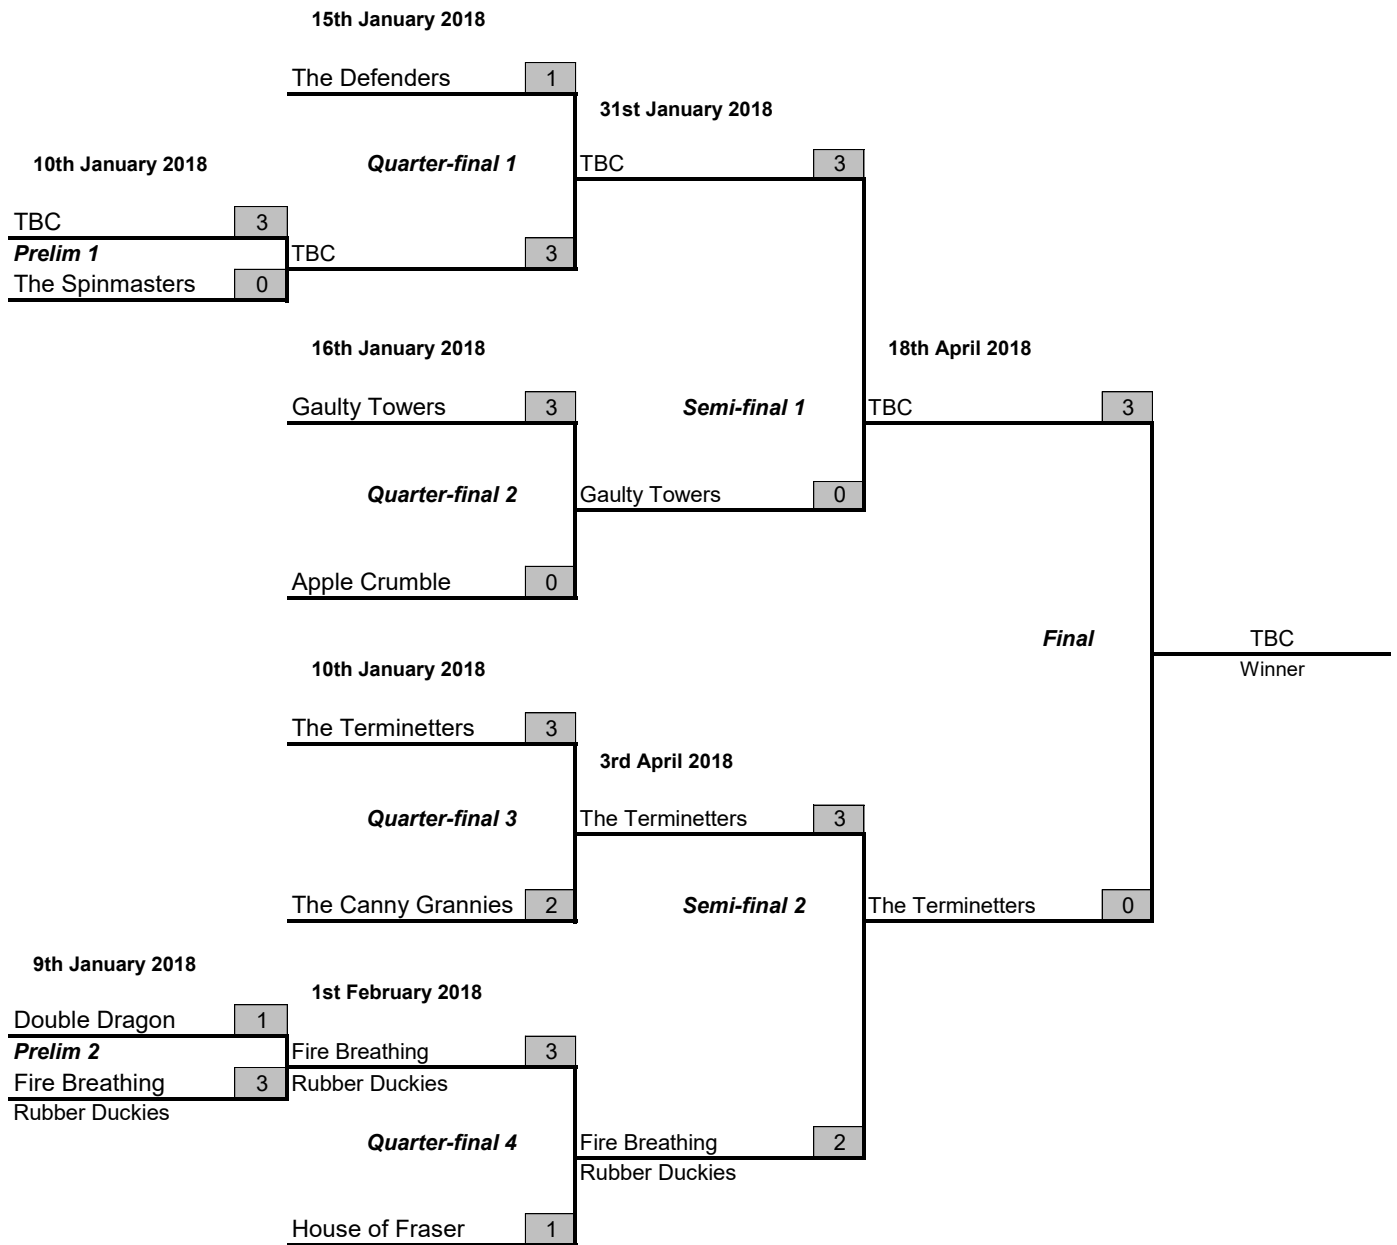 15th January 2018
The Defenders 1
31st January 2018
10th January 2018 Quarter-final 1 TBC 3
TBC 3
Prelim 1 TBC 3
The Spinmasters 0
16th January 2018 18th April 2018
Gaulty Towers 3 Semi-final 1 TBC 3
Quarter-final 2 Gaulty Towers 0
Apple Crumble 0
Final TBC
10th January 2018 Winner
The Terminetters 3
3rd April 2018
Quarter-final 3 The Terminetters 3
The Canny Grannies 2 Semi-final 2 The Terminetters 0
9th January 2018
1st February 2018
Double Dragon 1
Prelim 2 Fire Breathing 3
Fire Breathing 3 Rubber Duckies
Rubber Duckies
Quarter-final 4 Fire Breathing 2
Rubber Duckies
House of Fraser 1